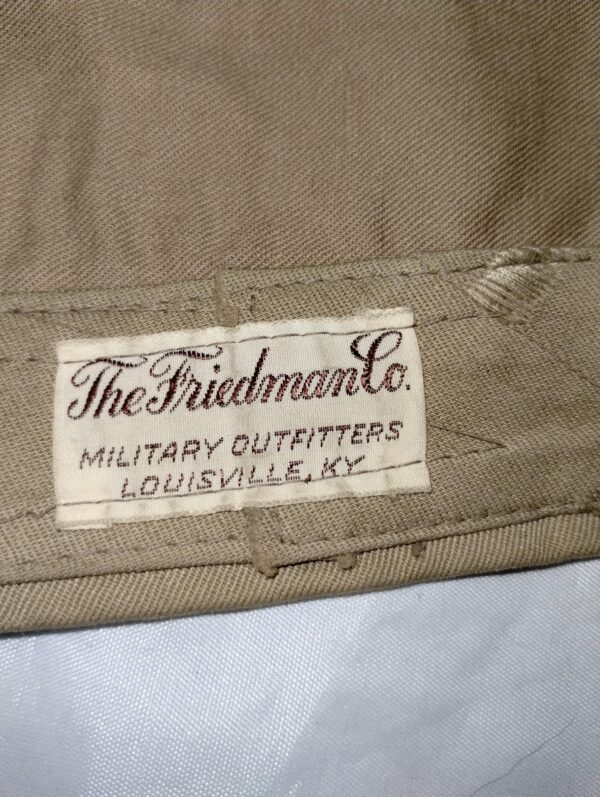 The Friedman Co.
MILITARY OUTFITTERS
LOUISVILLE, KY